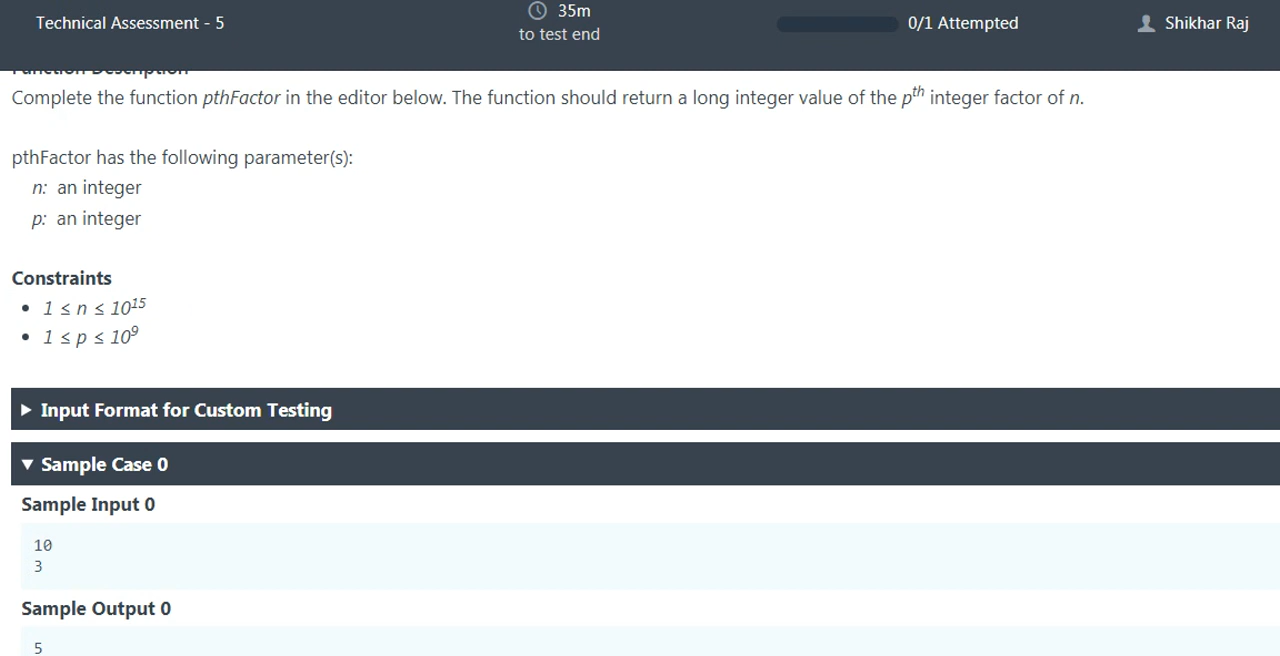 Technical Assessment - 5
35m
to test end
0/1 Attempted
Shikhar Raj
Function Description
Complete the function pthFactor in the editor below. The function should return a long integer value of the pth integer factor of n.
pthFactor has the following parameter(s):
n: an integer
p: an integer
Constraints
• 1 ≤ n ≤ 10^15
• 1 ≤ p ≤ 10^9
▶ Input Format for Custom Testing
▼ Sample Case 0
Sample Input 0
10
3
Sample Output 0
5